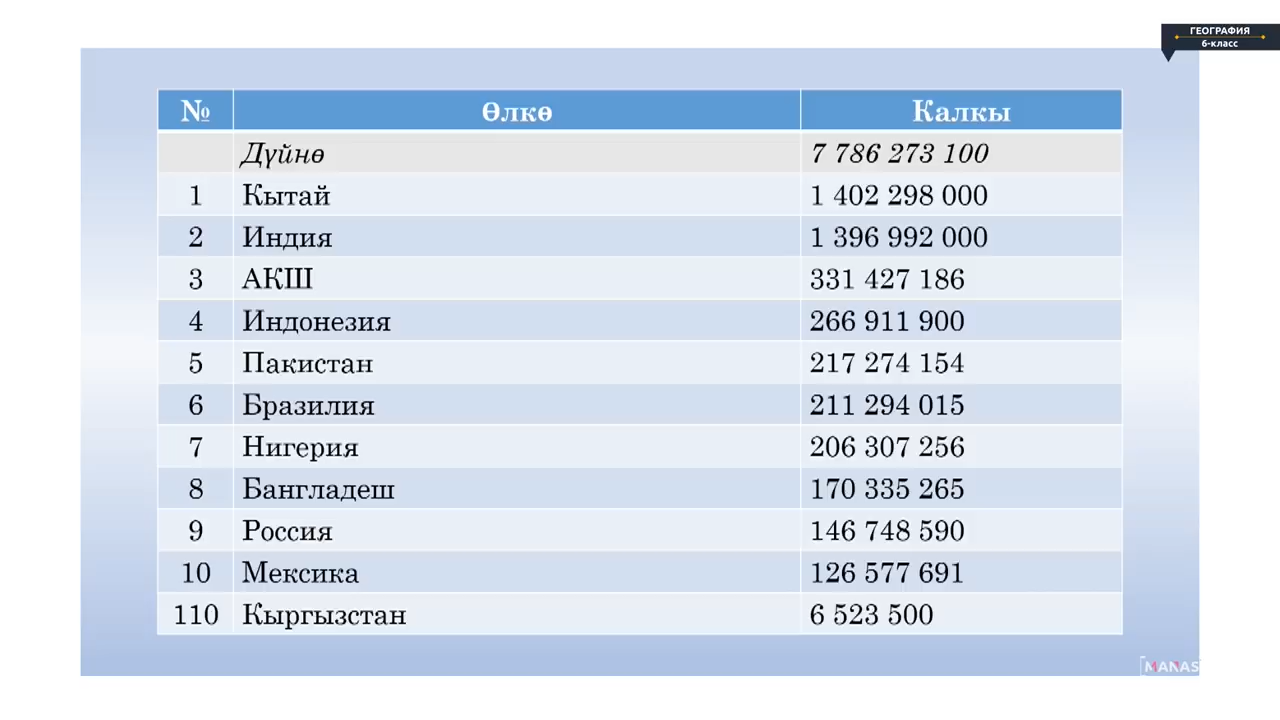 ГЕОГРАФИЯ
6-класс
№ Өлкө Калкы
Дүйнө 7 786 273 100
1 Кытай 1 402 298 000
2 Индия 1 396 992 000
3 АКШ 331 427 186
4 Индонезия 266 911 900
5 Пакистан 217 274 154
6 Бразилия 211 294 015
7 Нигерия 206 307 256
8 Бангладеш 170 335 265
9 Россия 146 748 590
10 Мексика 126 577 691
110 Кыргызстан 6 523 500
MANAS